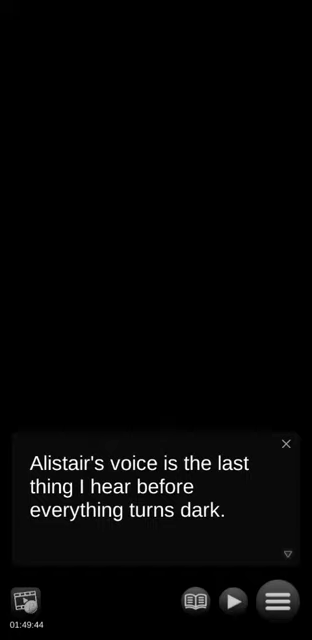 Alistair's voice is the last
thing I hear before
everything turns dark.
01:49:44